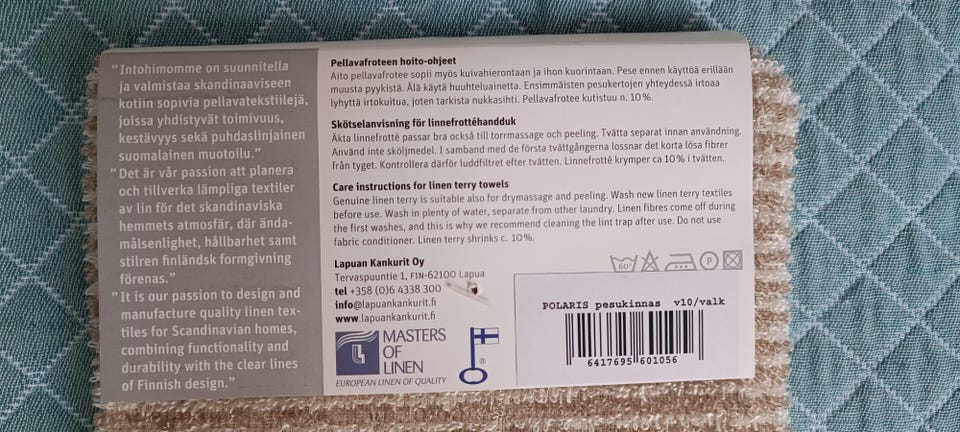 "Intohimomme on suunnitella
ja valmistaa skandinaaviseen
kotiin sopivia pellavatekstiilejä,
joissa yhdistyvät toimivuus,
kestävyys sekä puhdaslinjainen
suomalainen muotoilu."
"Det är vår passion att planera
och tillverka lämpliga textiler
av lin för det skandinaviska
hemmets atmosfär, där ända-
målsenlighet, hållbarhet samt
stilren finländsk formgivning
förenas."
"It is our passion to design and
manufacture quality linen tex-
tiles for Scandinavian homes,
combining functionality and
durability with the clear lines
of Finnish design."
Pellavafroteen hoito-ohjeet
Aito pellavafrotee sopii myös kuivahierontaan ja ihon kuorintaan. Pese ennen käyttöä erillään
muusta pyykistä. Älä käytä huuhteluainetta. Ensimmäisten pesukertojen yhteydessä irtoaa
lyhyttä irtokuitua, joten tarkista nukkasihti. Pellavafrotee kutistuu n. 10%.
Skötselanvisning för linnefrottéhandduk
Äkta linnefrotté passar bra också till torrmassage och peeling. Tvätta separat innan användning.
Använd inte sköljmedel. I samband med de första tvättgångerna lossnar det korta lösa fibrer
från tyget. Kontrollera därför luddfiltret efter tvätten. Linnefrotté krymper ca 10% i tvätten.
Care instructions for linen terry towels
Genuine linen terry is suitable also for drymassage and peeling. Wash new linen terry textiles
before use. Wash in plenty of water, separate from other laundry. Linen fibres come off during
the first washes, and this is why we recommend cleaning the lint trap after use. Do not use
fabric conditioner. Linen terry shrinks c. 10%.
Lapuan Kankurit Oy
Tervaspuuntie 1, FIN-62100 Lapua
tel +358 (0)6 4338 300
info@lapuankankurit.fi
www.lapuankankurit.fi
60°
P
MASTERS
OF
LINEN
EUROPEAN LINEN OF QUALITY
®
POLARIS pesukinnas v10/valk
6417695 601056